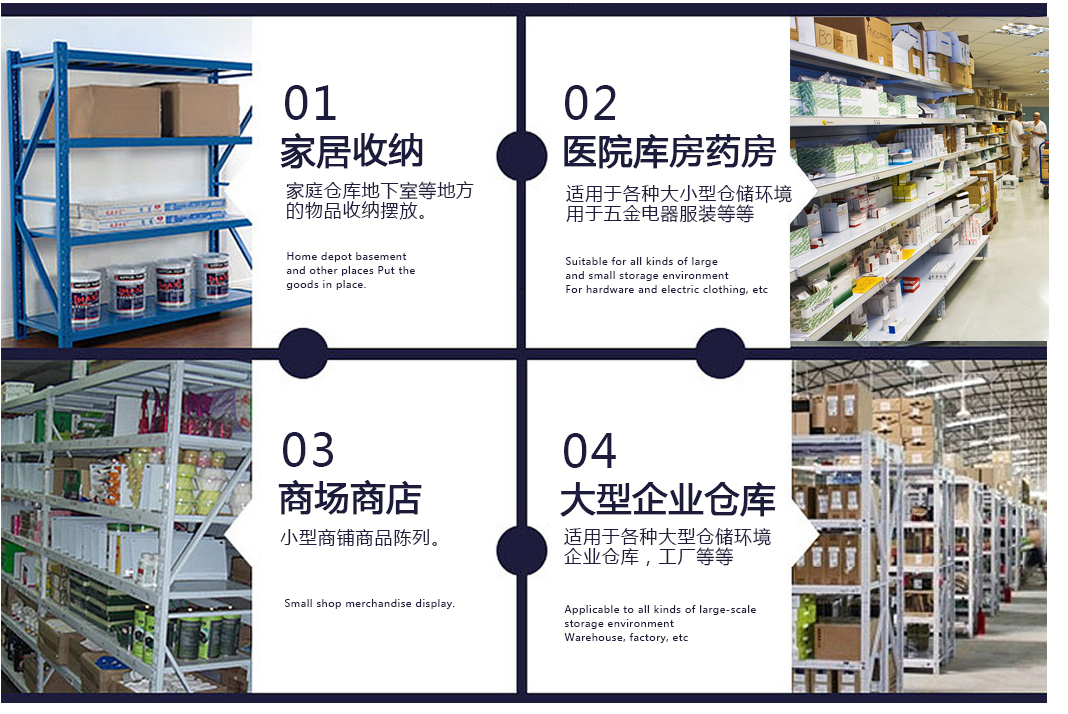 01
家居收纳
家庭仓库地下室等地方
的物品收纳摆放。
Home depot basement
and other places Put the
goods in place.
02
医院库房药房
适用于各种大小型仓储环境
用于五金电器服装等等
Suitable for all kinds of large
and small storage environment
For hardware and electric clothing, etc
03
商场商店
小型商铺商品陈列。
Small shop merchandise display.
04
大型企业仓库
适用于各种大型仓储环境
企业仓库，工厂等等
Applicable to all kinds of large-scale
storage environment
Warehouse, factory, etc